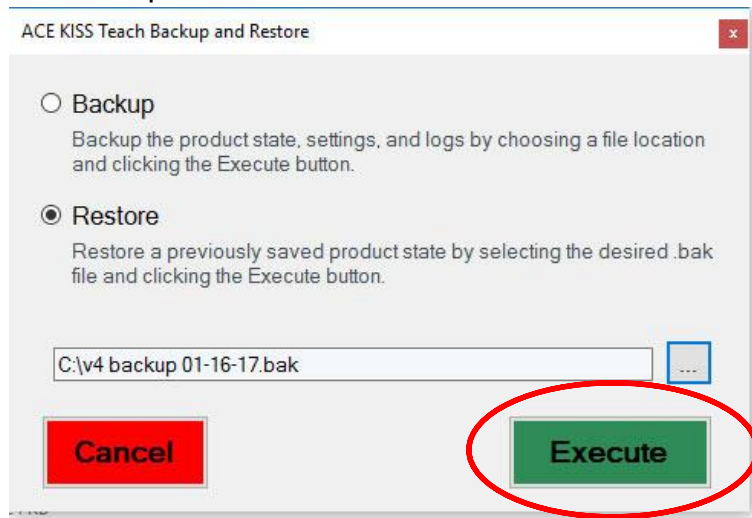 ACE KISS Teach Backup and Restore
x
Backup
Backup the product state, settings, and logs by choosing a file location
and clicking the Execute button.
Restore
Restore a previously saved product state by selecting the desired .bak
file and clicking the Execute button.
C:\v4 backup 01-16-17.bak
...
Cancel
Execute